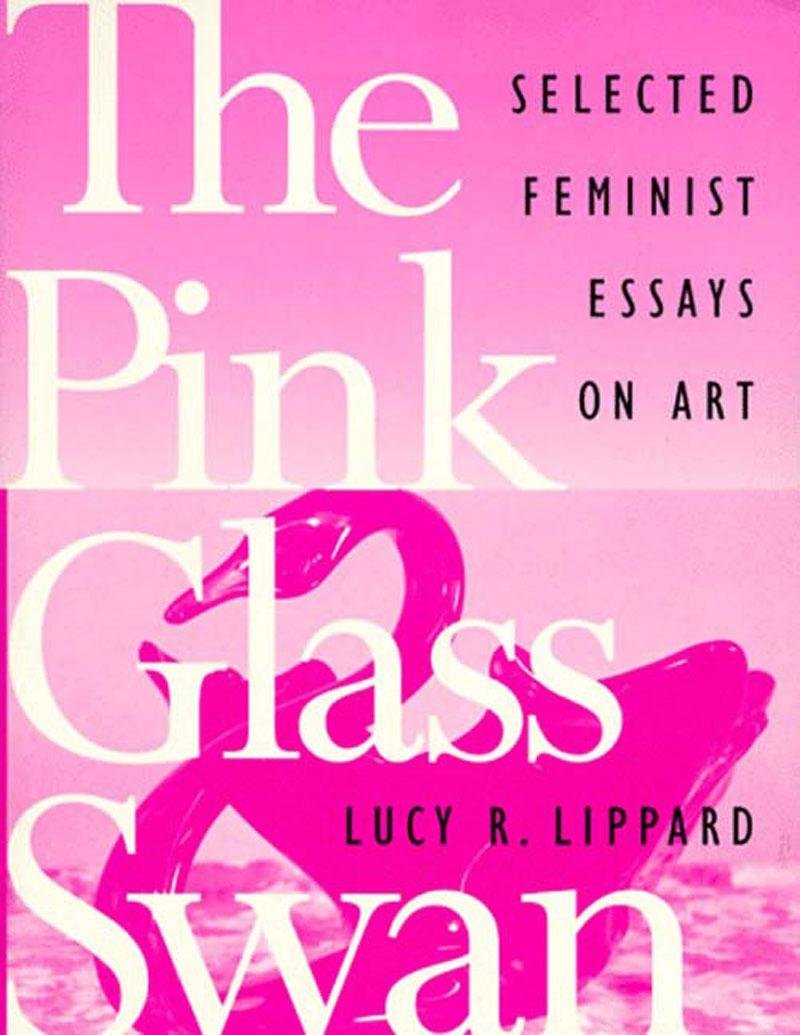 The
Pink
Glass
Swan
SELECTED
FEMINIST
ESSAYS
ON ART
LUCY R. LIPPARD